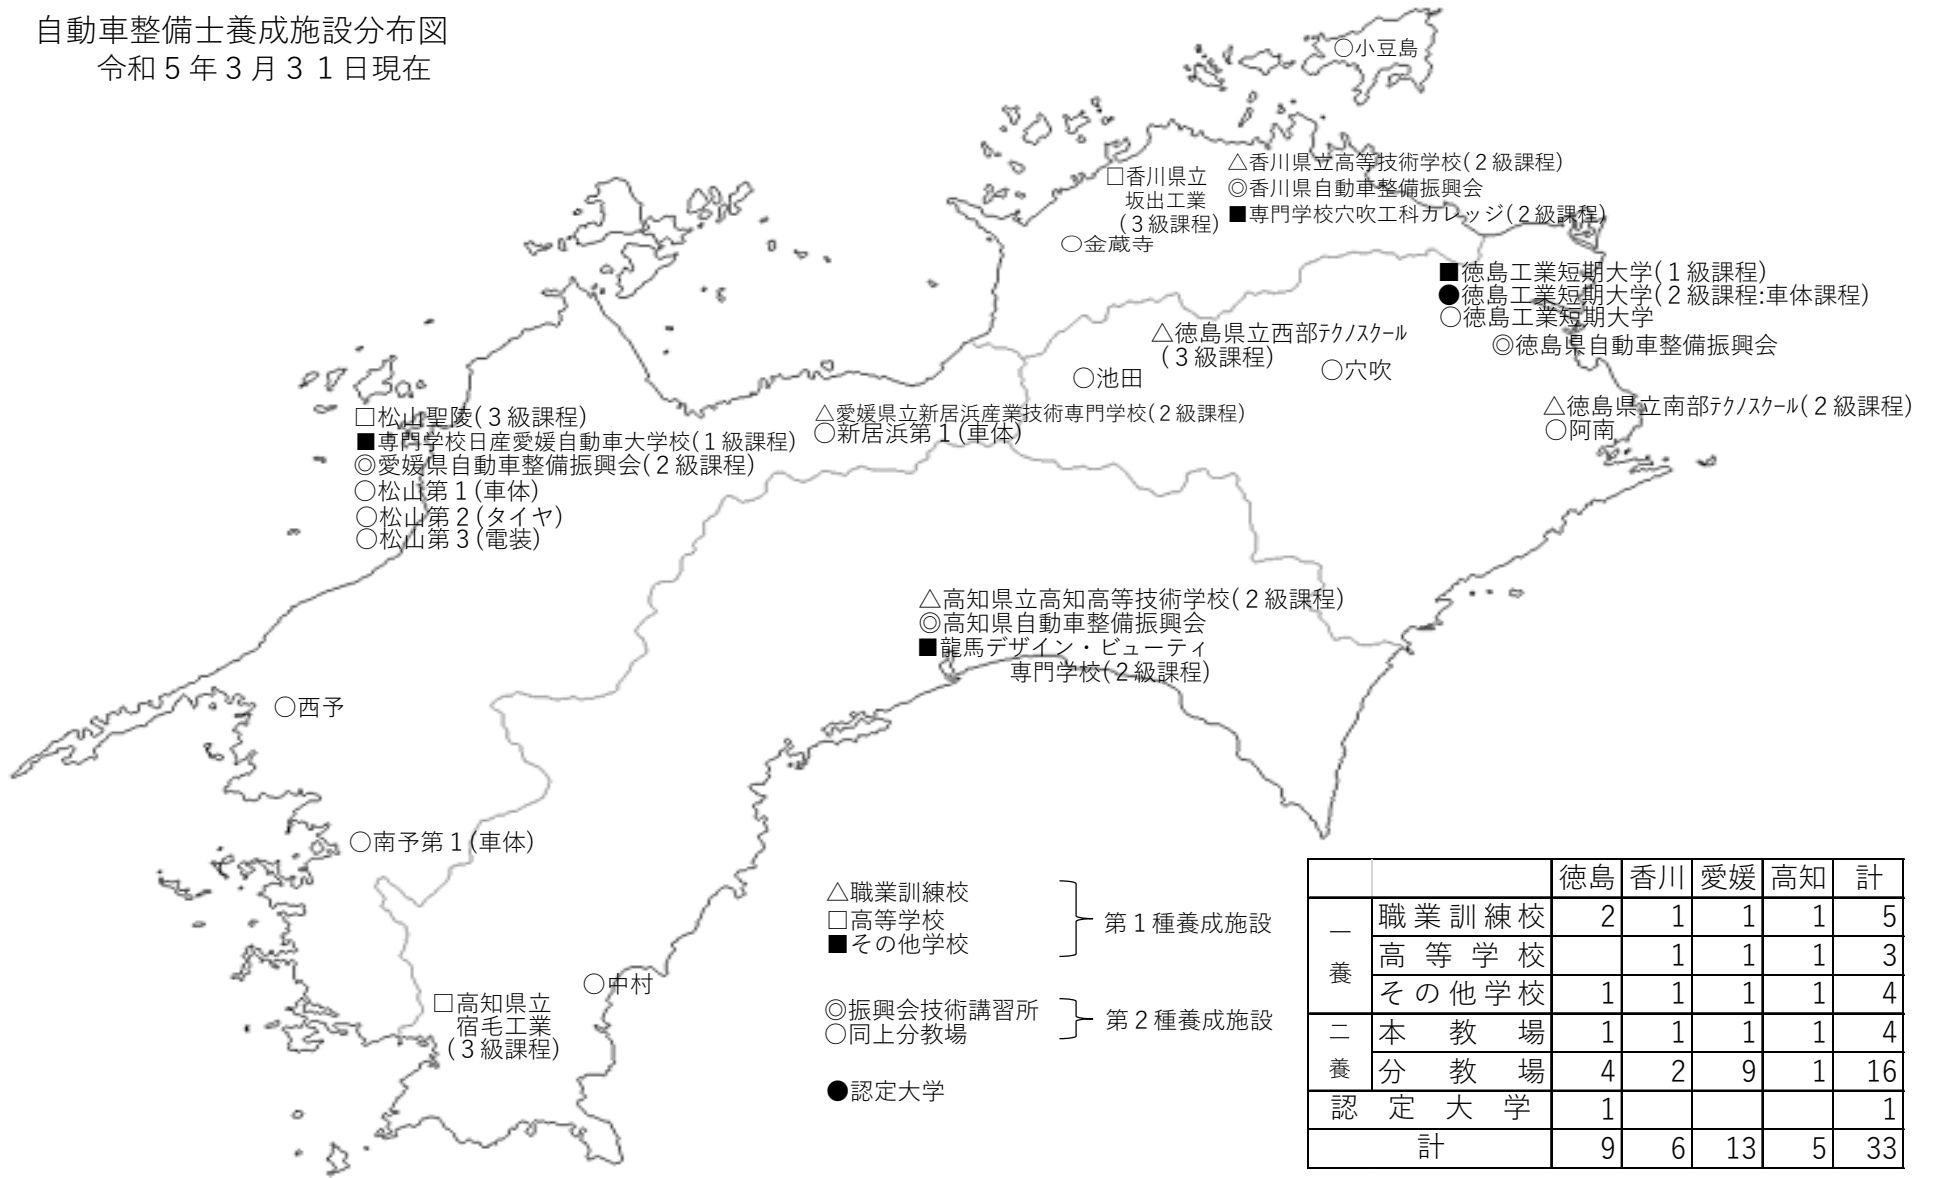 自動車整備士養成施設分布図
令和５年３月３１日現在
○小豆島
□香川県立
坂出工業
(３級課程)
○金蔵寺
△香川県立高等技術学校(２級課程)
◎香川県自動車整備振興会
■専門学校穴吹工科カレッジ(２級課程)
■徳島工業短期大学(１級課程)
●徳島工業短期大学(２級課程:車体課程)
○徳島工業短期大学
◎徳島県自動車整備振興会
△徳島県立西部ﾃｸﾉｽｸｰﾙ
(３級課程)
○池田
○穴吹
△徳島県立南部ﾃｸﾉｽｸｰﾙ(２級課程)
○阿南
□松山聖陵(３級課程)
■専門学校日産愛媛自動車大学校(１級課程)
◎愛媛県自動車整備振興会(２級課程)
○松山第１(車体)
○松山第２(タイヤ)
○松山第３(電装)
△愛媛県立新居浜産業技術専門学校(２級課程)
○新居浜第１(車体)
△高知県立高知高等技術学校(２級課程)
◎高知県自動車整備振興会
■龍馬デザイン・ビューティ
専門学校(２級課程)
○西予
○南予第１(車体)
○中村
□高知県立
宿毛工業
(３級課程)
△職業訓練校
□高等学校
■その他学校
第１種養成施設
◎振興会技術講習所
○同上分教場
第２種養成施設
●認定大学
徳島 香川 愛媛 高知 計
一養 職業訓練校 2 1 1 1 5
高等学校 1 1 1 3
その他学校 1 1 1 1 4
二養 本教場 1 1 1 1 4
分教場 4 2 9 1 16
認定大学 1 1
計 9 6 13 5 33